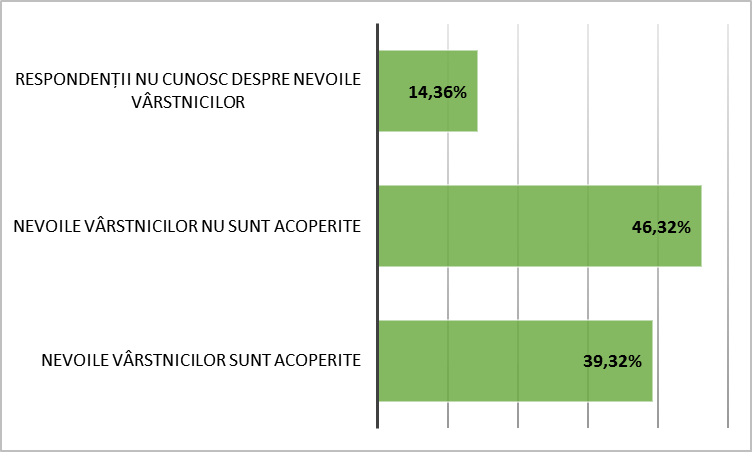 RESPONDENȚII NU CUNOSC DESPRE NEVOILE
VÂRSTNICILOR
14,36%
NEVOILE VÂRSTNICILOR NU SUNT ACOPERITE
46,32%
NEVOILE VÂRSTNICILOR SUNT ACOPERITE
39,32%